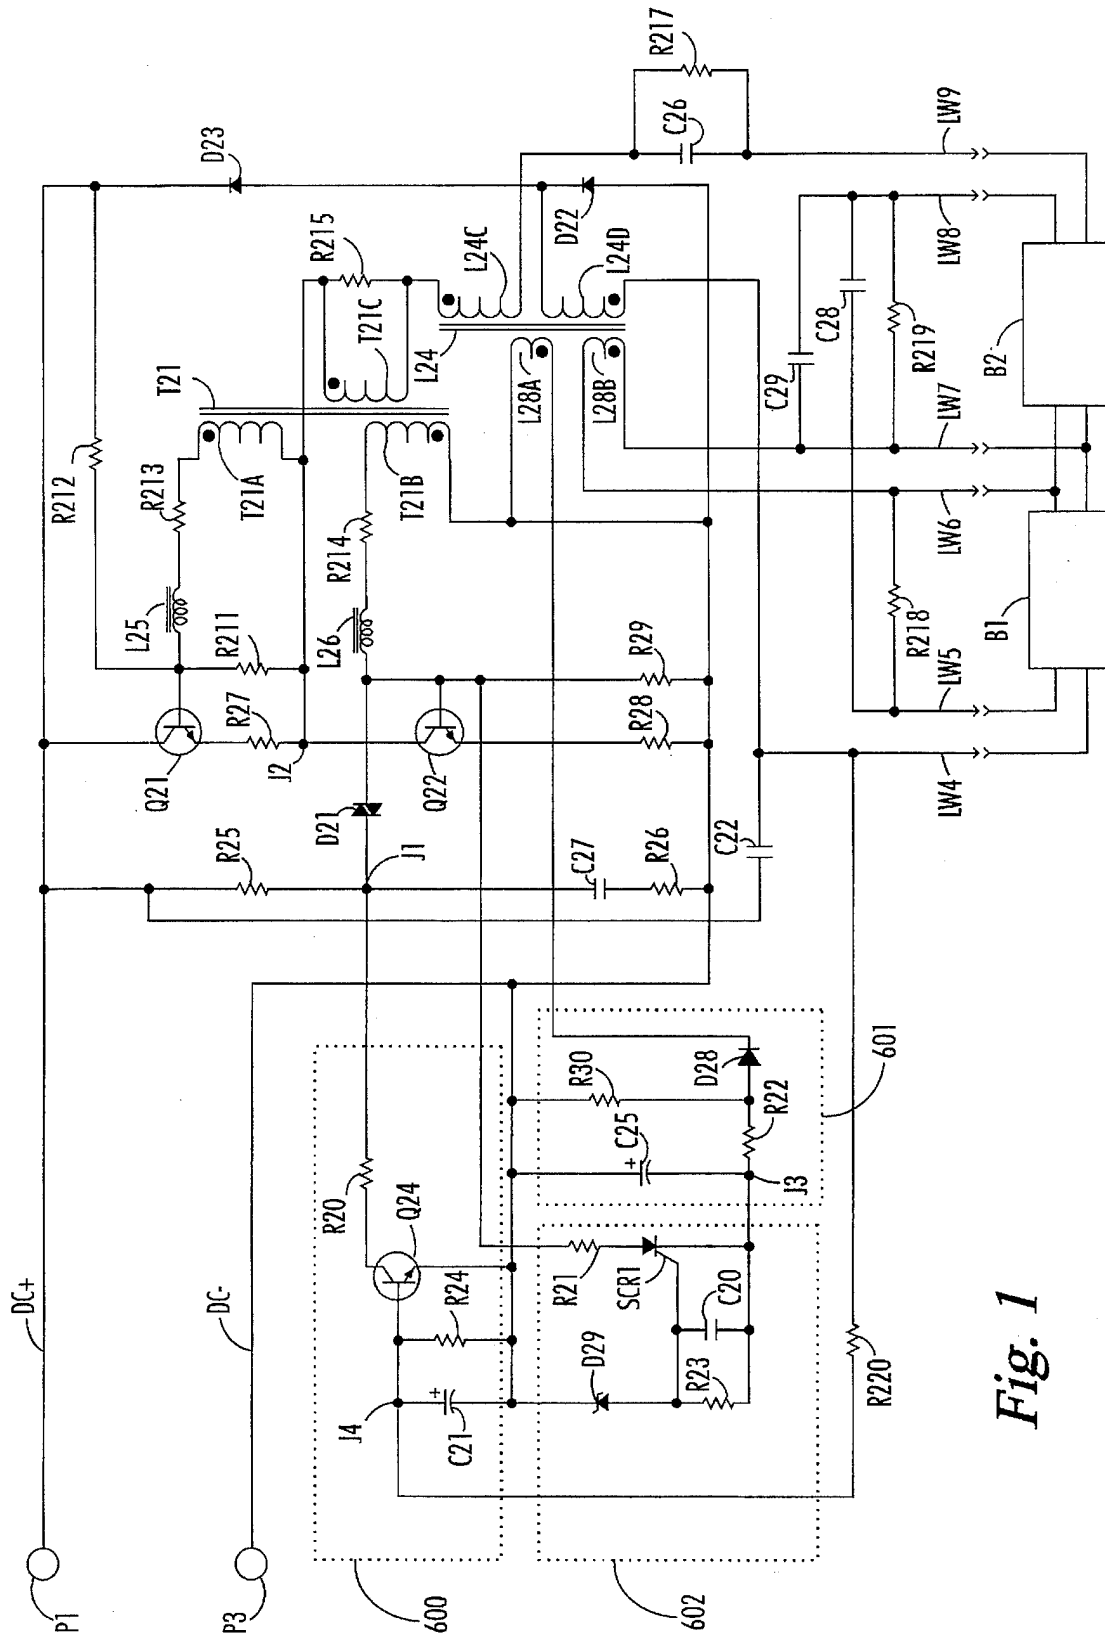 P1
DC+
P3
DC-
R25
Q21
R27
J2
R211
L25
R213
R212
T21
T21A
D23
R215
T21C
L24C
R217
C26
D22
L24D
L24
L28A
L28B
T21B
R214
L26
R29
R28
Q22
D21
J1
C27
R26
C22
600
R20
Q24
R24
J4
C21
602
D29
R23
C20
SCR1
R21
J3
C25
R30
D28
R22
601
R220
LW4
LW5
R218
LW6
LW7
C29
C28
R219
LW8
LW9
B1
B2
Fig. 1